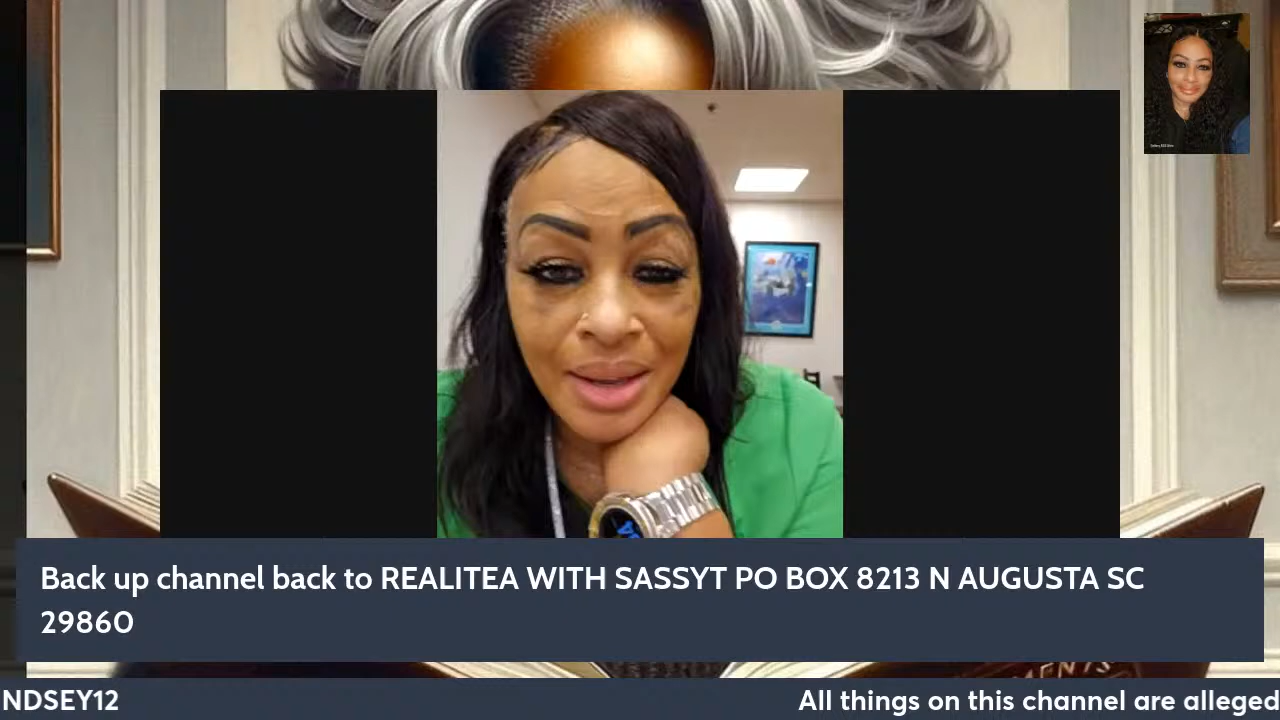 Back up channel back to REALITEA WITH SASSYT PO BOX 8213 N AUGUSTA SC
29860
MENTS
NDSEY12
All things on this channel are alleged